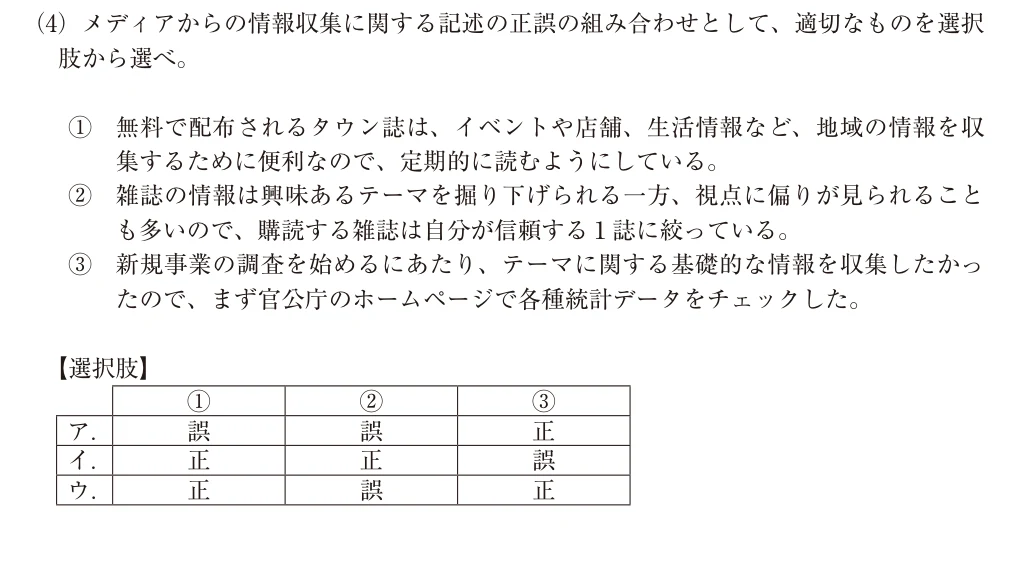 (4) メディアからの情報収集に関する記述の正誤の組み合わせとして、適切なものを選択
肢から選べ。
① 無料で配布されるタウン誌は、イベントや店舗、生活情報など、地域の情報を収
集するために便利なので、定期的に読むようにしている。
② 雑誌の情報は興味あるテーマを掘り下げられる一方、視点に偏りが見られること
も多いので、購読する雑誌は自分が信頼する1誌に絞っている。
③ 新規事業の調査を始めるにあたり、テーマに関する基礎的な情報を収集したかっ
たので、まず官公庁のホームページで各種統計データをチェックした。
【選択肢】
① ② ③
ア. 誤 誤 正
イ. 正 正 誤
ウ. 正 誤 正